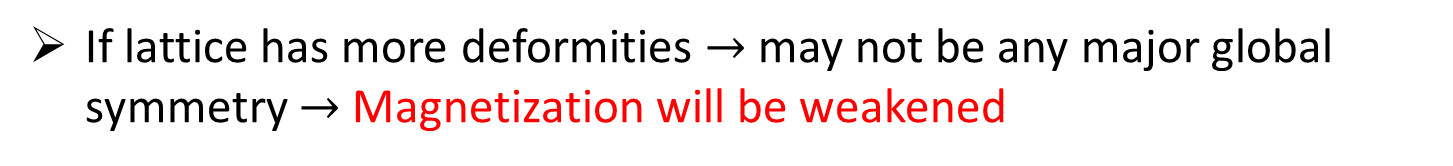 ➢ If lattice has more deformities → may not be any major global
symmetry → Magnetization will be weakened